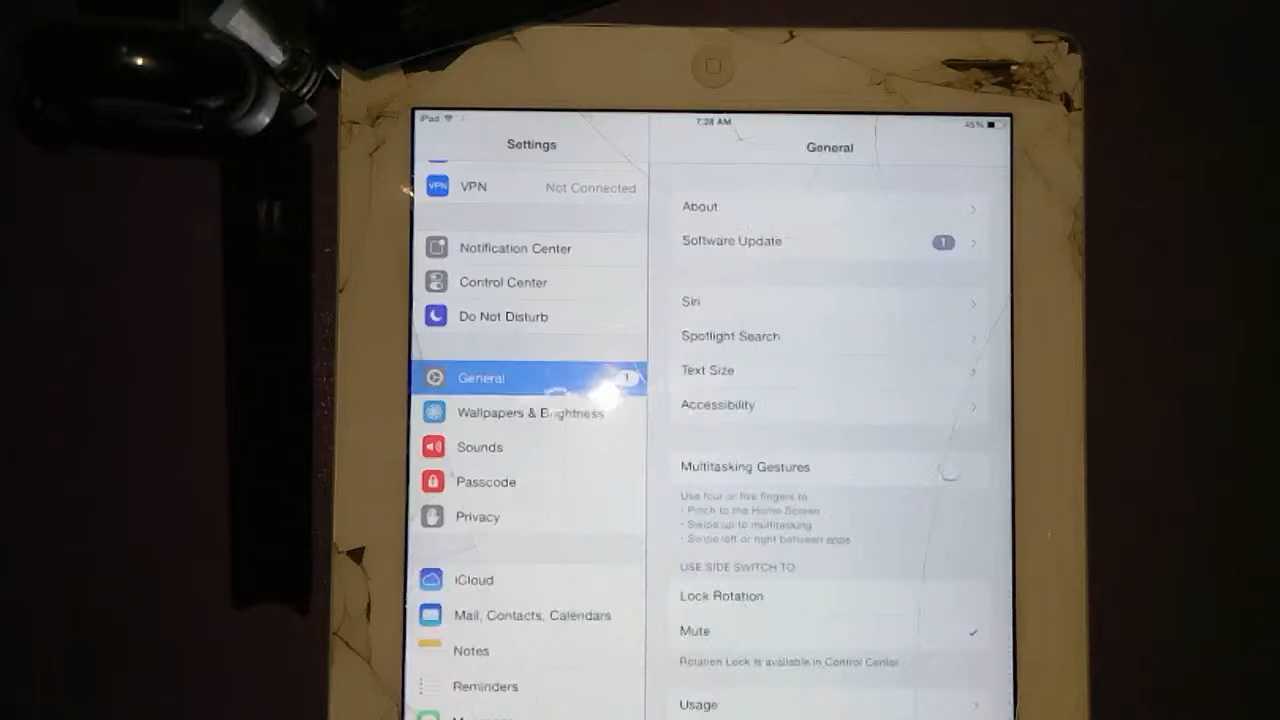 iPad
7:28 AM
45%
Settings
General
VPN
VPN
Not Connected
Notification Center
Control Center
Do Not Disturb
General
1
Wallpapers & Brightness
Sounds
Passcode
Privacy
iCloud
Mail, Contacts, Calendars
Notes
Reminders
About
Software Update
1
Siri
Spotlight Search
Text Size
Accessibility
Multitasking Gestures
Use four or five fingers to:
• Pinch to the Home Screen
• Swipe up to multitasking
• Swipe left or right between apps
USE SIDE SWITCH TO:
Lock Rotation
Mute
Rotation Lock is available in Control Center.
Usage